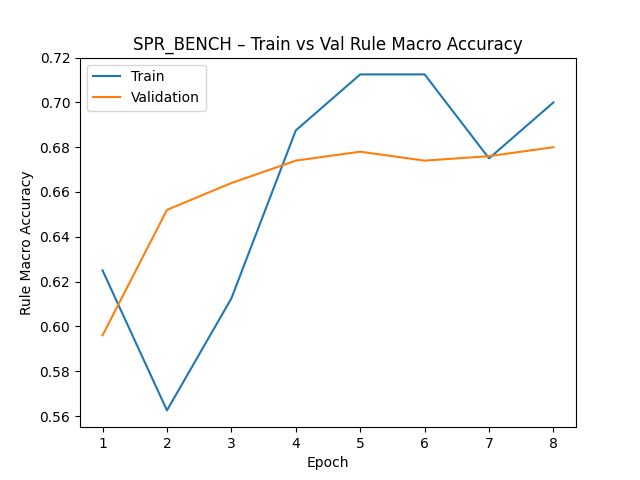 SPR_BENCH – Train vs Val Rule Macro Accuracy
Train
Validation
Rule Macro Accuracy
0.72
0.70
0.68
0.66
0.64
0.62
0.60
0.58
0.56
1 2 3 4 5 6 7 8
Epoch